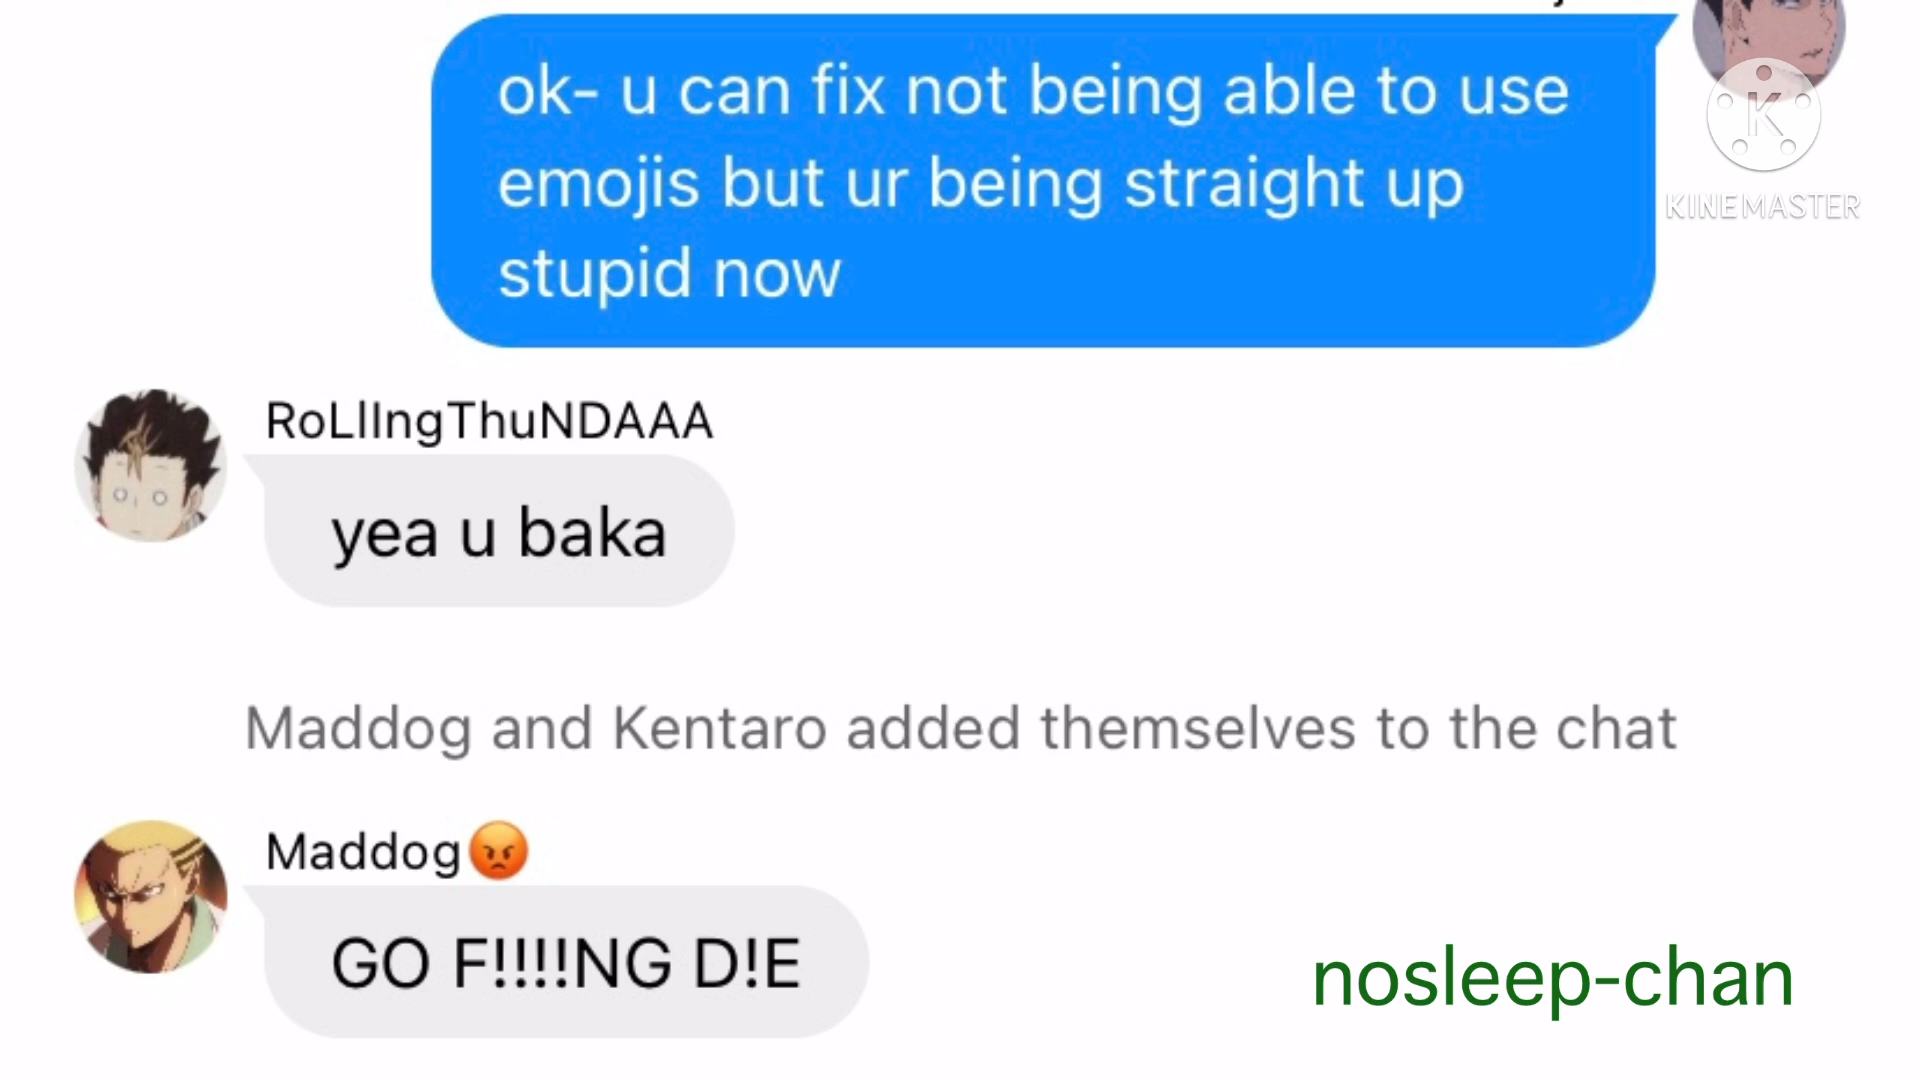 ok- u can fix not being able to use
emojis but ur being straight up
stupid now
K
KINEMASTER
RoLlIngThuNDAAA
yea u baka
Maddog and Kentaro added themselves to the chat
Maddog😡
GO F!!!!NG D!E
nosleep-chan